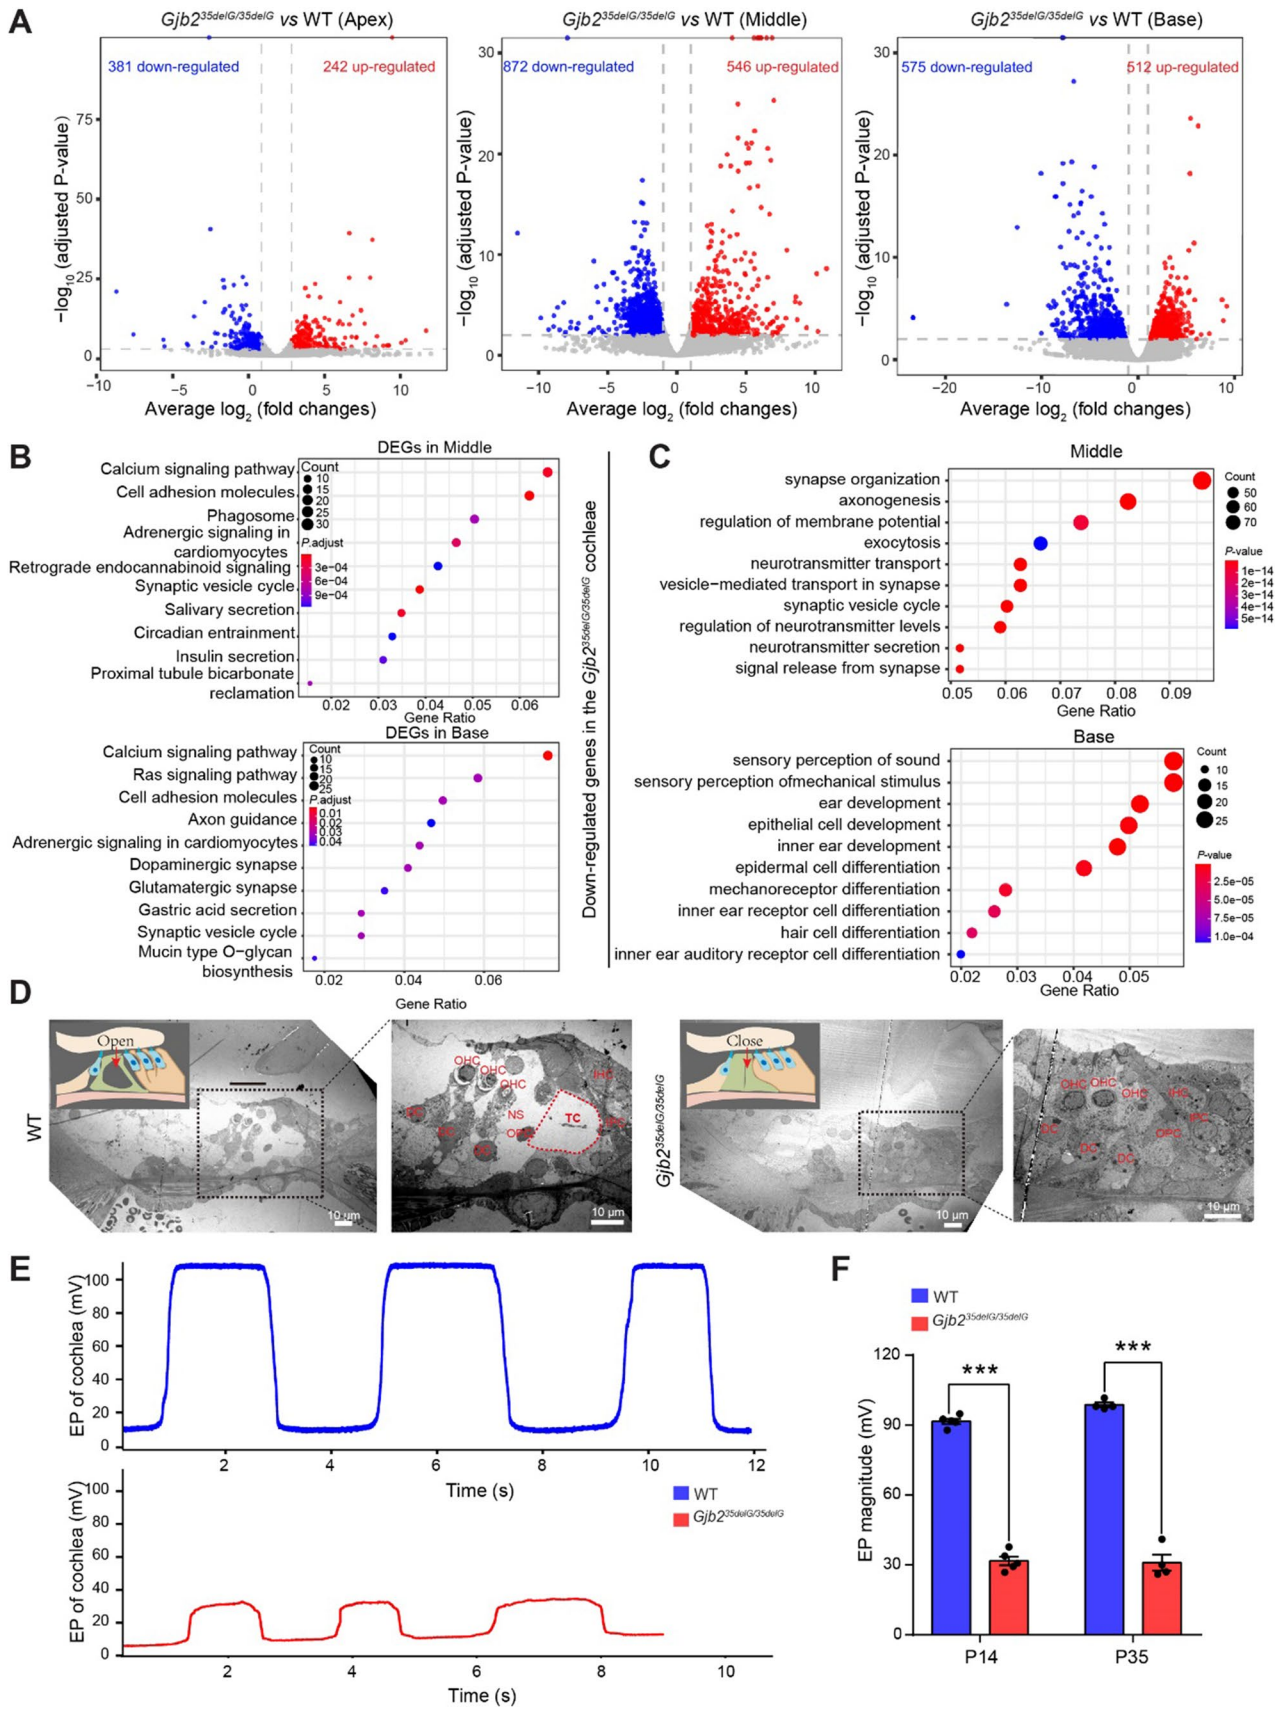 A
Gjb2^35delG/35delG vs WT (Apex)
381 down-regulated
242 up-regulated
−log10 (adjusted P-value)
75
50
25
0
−10
−5
0
5
10
Average log2 (fold changes)
Gjb2^35delG/35delG vs WT (Middle)
872 down-regulated
546 up-regulated
−log10 (adjusted P-value)
30
20
10
0
−10
−5
0
5
10
Average log2 (fold changes)
Gjb2^35delG/35delG vs WT (Base)
575 down-regulated
512 up-regulated
−log10 (adjusted P-value)
20
10
0
−20
−10
0
10
Average log2 (fold changes)
B
DEGs in Middle
Calcium signaling pathway
Cell adhesion molecules
Phagosome
Adrenergic signaling in
cardiomyocytes
Retrograde endocannabinoid signaling
Synaptic vesicle cycle
Salivary secretion
Circadian entrainment
Insulin secretion
Proximal tubule bicarbonate
reclamation
Count
10
15
20
25
30
P.adjust
3e−04
6e−04
9e−04
0.02
0.03
0.04
0.05
0.06
Gene Ratio
DEGs in Base
Calcium signaling pathway
Ras signaling pathway
Cell adhesion molecules
Axon guidance
Adrenergic signaling in cardiomyocytes
Dopaminergic synapse
Glutamatergic synapse
Gastric acid secretion
Synaptic vesicle cycle
Mucin type O−glycan
biosynthesis
Count
10
15
20
25
P.adjust
0.01
0.02
0.03
0.04
0.02
0.04
0.06
Gene Ratio
Down-regulated genes in the Gjb2^35delG/35delG cochleae
C
Middle
synapse organization
axonogenesis
regulation of membrane potential
exocytosis
neurotransmitter transport
vesicle−mediated transport in synapse
synaptic vesicle cycle
regulation of neurotransmitter levels
neurotransmitter secretion
signal release from synapse
Count
50
60
70
P-value
1e−14
2e−14
3e−14
4e−14
5e−14
0.05
0.06
0.07
0.08
0.09
Gene Ratio
Base
sensory perception of sound
sensory perception ofmechanical stimulus
ear development
epithelial cell development
inner ear development
epidermal cell differentiation
mechanoreceptor differentiation
inner ear receptor cell differentiation
hair cell differentiation
inner ear auditory receptor cell differentiation
Count
10
15
20
25
P-value
2.5e−05
5.0e−05
7.5e−05
1.0e−04
0.02
0.03
0.04
0.05
Gene Ratio
D
WT
Open
10 μm
OHC
OHC
OHC
IHC
DC
DC
DC
NS
OPC
TC
IPC
10 μm
Gjb2^35delG/35delG
Close
10 μm
OHC
OHC
OHC
IHC
IPC
OPC
DC
DC
DC
10 μm
E
EP of cochlea (mV)
100
80
60
40
20
0
2
4
6
8
10
12
Time (s)
WT
Gjb2^35delG/35delG
EP of cochlea (mV)
100
80
60
40
20
0
2
4
6
8
10
Time (s)
F
WT
Gjb2^35delG/35delG
EP magnitude (mV)
120
90
60
30
0
***
***
P14
P35